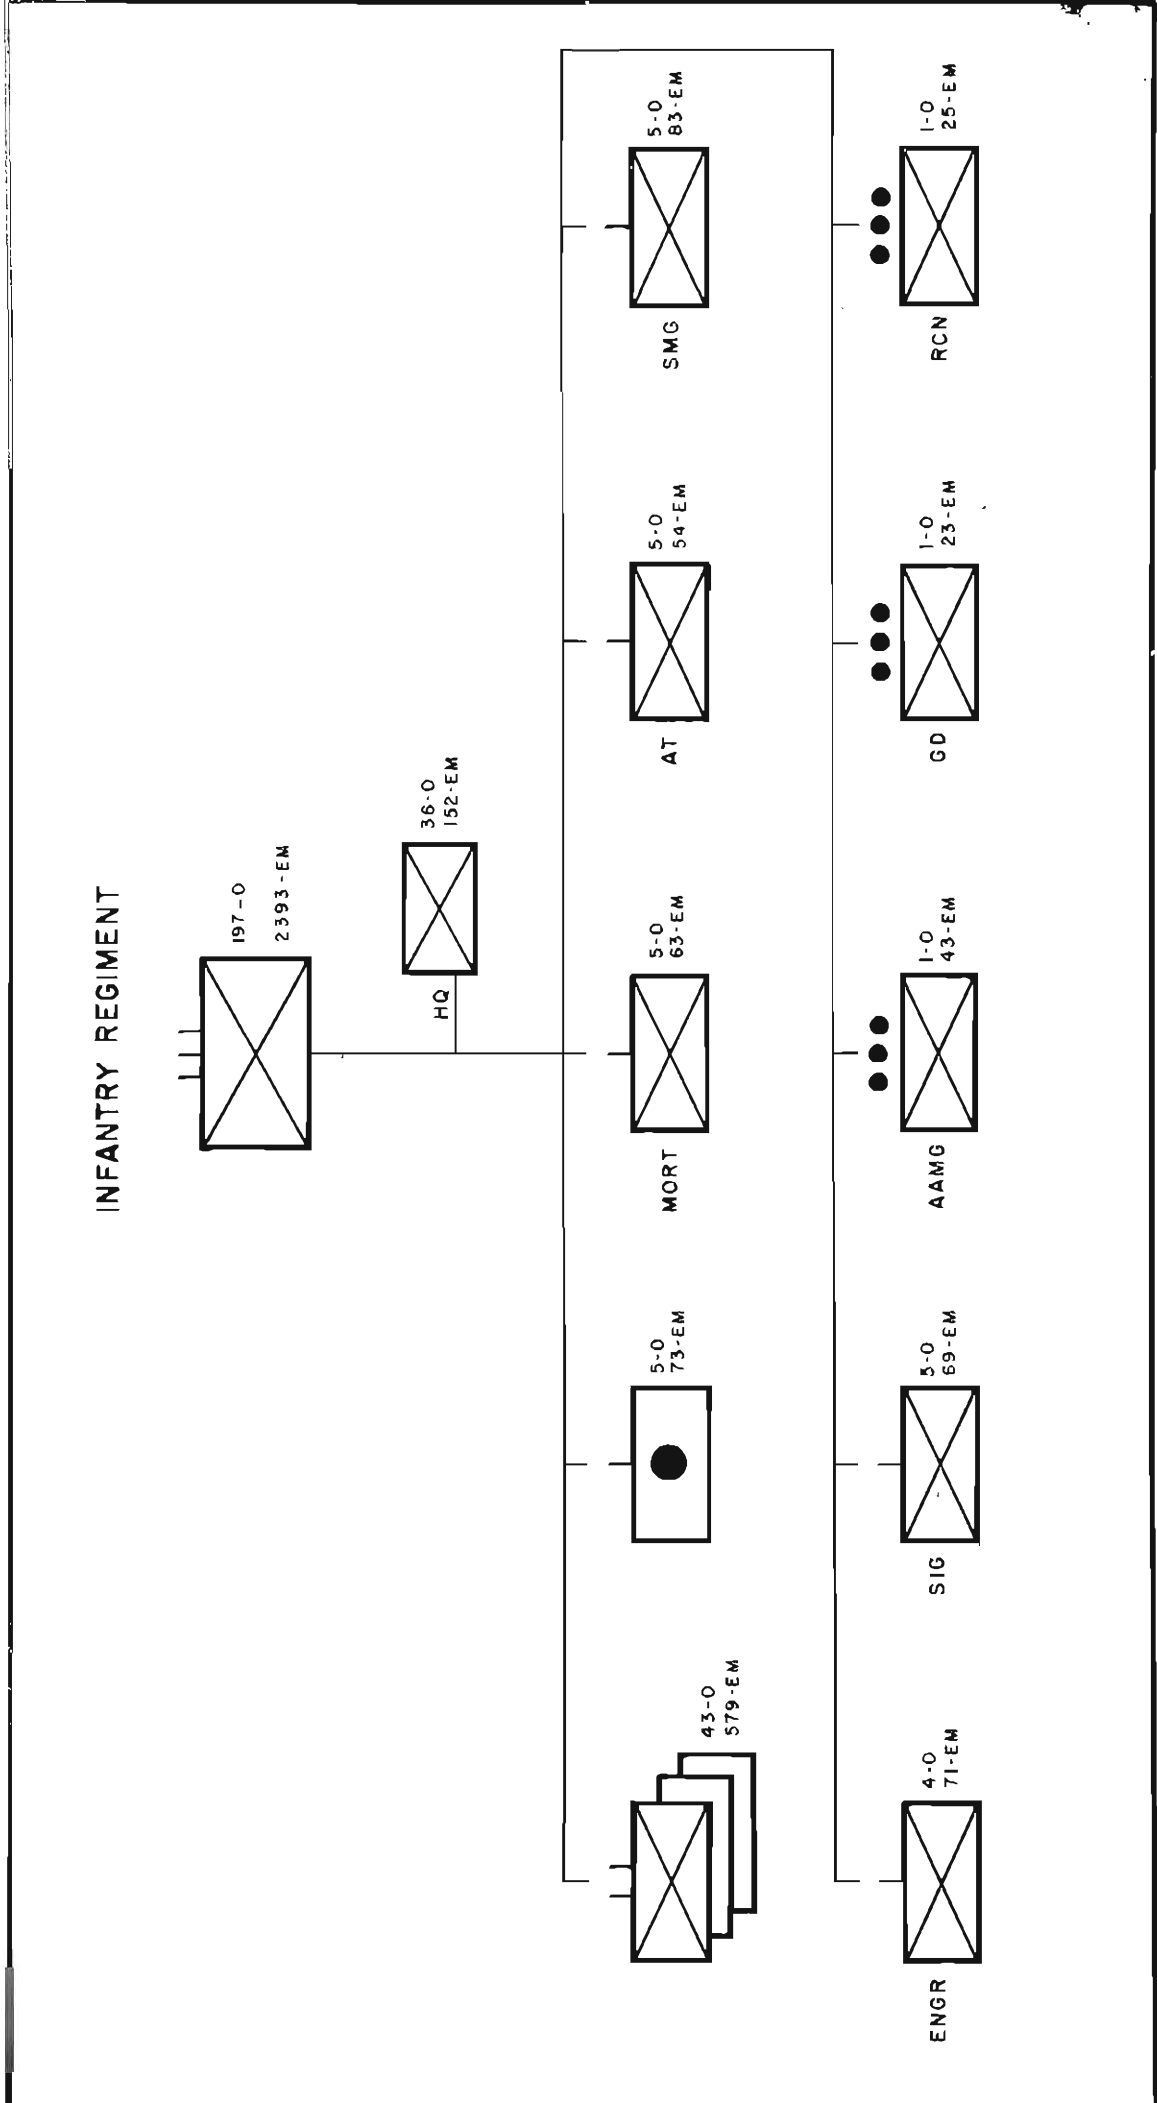 INFANTRY REGIMENT
197-O
2393-EM
HQ
36-O
152-EM
43-O
579-EM
5-O
73-EM
MORT
5-O
63-EM
AT
5-O
54-EM
SMG
5-O
83-EM
ENGR
4-O
71-EM
SIG
5-O
69-EM
AAMG
1-O
43-EM
GD
1-O
23-EM
RCN
1-O
25-EM